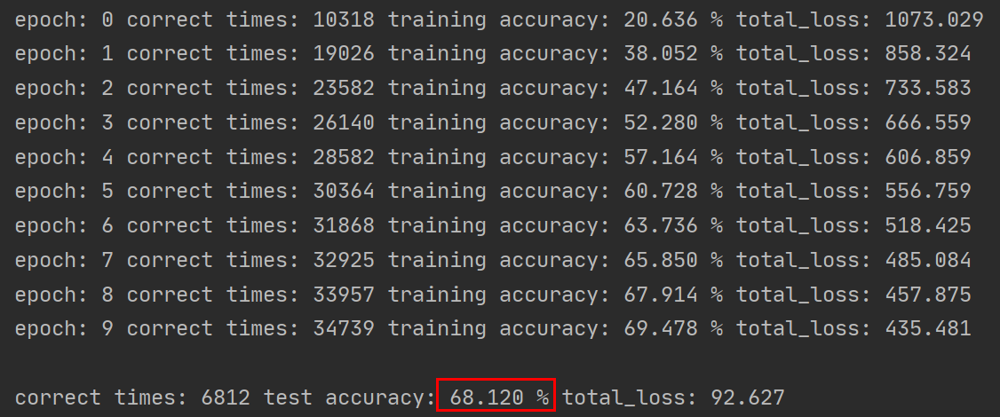 epoch: 0 correct times: 10318 training accuracy: 20.636 % total_loss: 1073.029
epoch: 1 correct times: 19026 training accuracy: 38.052 % total_loss: 858.324
epoch: 2 correct times: 23582 training accuracy: 47.164 % total_loss: 733.583
epoch: 3 correct times: 26140 training accuracy: 52.280 % total_loss: 666.559
epoch: 4 correct times: 28582 training accuracy: 57.164 % total_loss: 606.859
epoch: 5 correct times: 30364 training accuracy: 60.728 % total_loss: 556.759
epoch: 6 correct times: 31868 training accuracy: 63.736 % total_loss: 518.425
epoch: 7 correct times: 32925 training accuracy: 65.850 % total_loss: 485.084
epoch: 8 correct times: 33957 training accuracy: 67.914 % total_loss: 457.875
epoch: 9 correct times: 34739 training accuracy: 69.478 % total_loss: 435.481
correct times: 6812 test accuracy: 68.120 % total_loss: 92.627